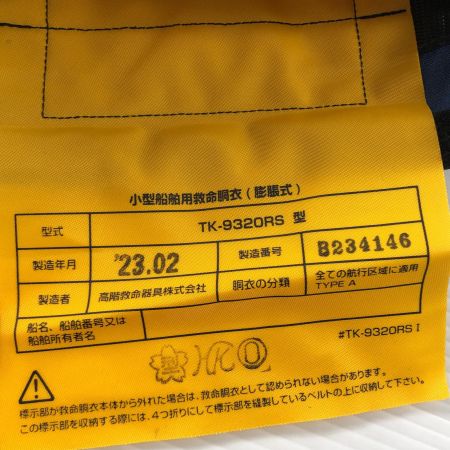 小型船舶用救命胴衣(膨脹式)
型式 TK-9320RS 型
製造年月 '23.02 製造番号 B234146
製造者 高階救命器具株式会社 胴衣の分類 全ての航行区域に適用
TYPE A
船名、船舶番号又は
船舶所有者名
#TK-9320RS I
標示部が救命胴衣本体から外れた場合は、救命胴衣として認められない場合があります。
この標示部を収納する際には、4つ折りにして標示部を縫製しているベルトの上に収納して下さい。